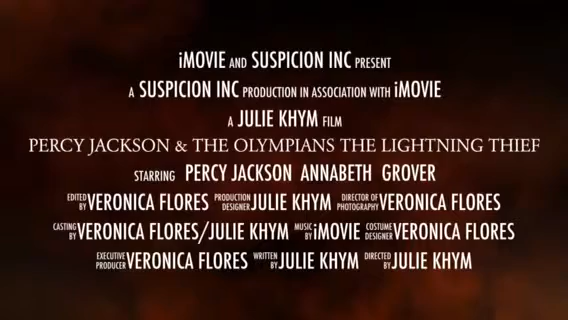 iMOVIE AND SUSPICION INC PRESENT
A SUSPICION INC PRODUCTION IN ASSOCIATION WITH iMOVIE
A JULIE KHYM FILM
PERCY JACKSON & THE OLYMPIANS THE LIGHTNING THIEF
STARRING PERCY JACKSON ANNABETH GROVER
EDITED BY VERONICA FLORES PRODUCTION DESIGNER JULIE KHYM DIRECTOR OF PHOTOGRAPHY VERONICA FLORES
CASTING BY VERONICA FLORES/JULIE KHYM MUSIC BY iMOVIE COSTUME DESIGNER VERONICA FLORES
EXECUTIVE PRODUCER VERONICA FLORES WRITTEN BY JULIE KHYM DIRECTED BY JULIE KHYM